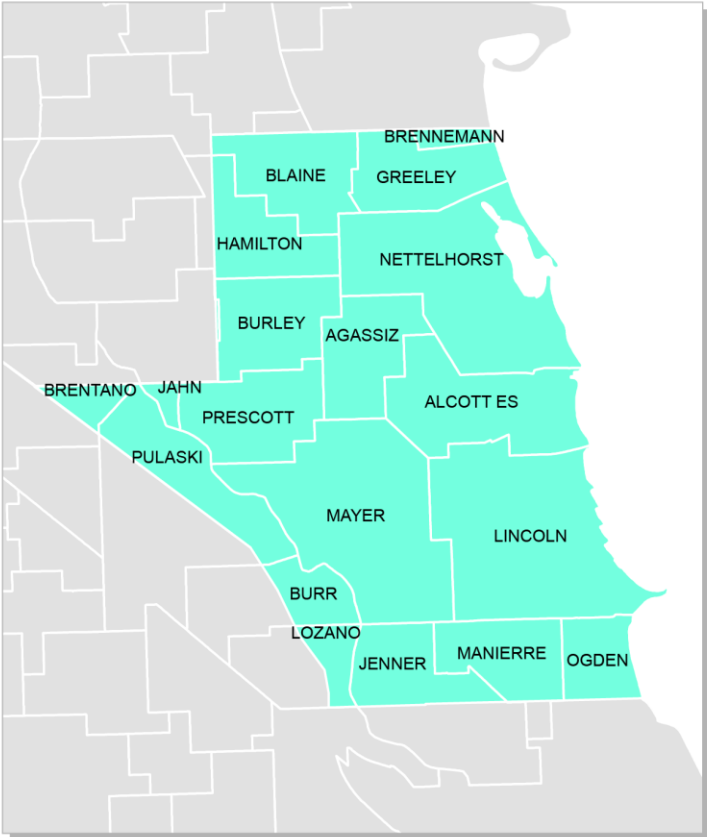 BRENNEMANN
BLAINE
GREELEY
HAMILTON
NETTELHORST
BURLEY
AGASSIZ
BRENTANO
JAHN
ALCOTT ES
PRESCOTT
PULASKI
MAYER
LINCOLN
BURR
LOZANO
MANIERRE
JENNER
OGDEN